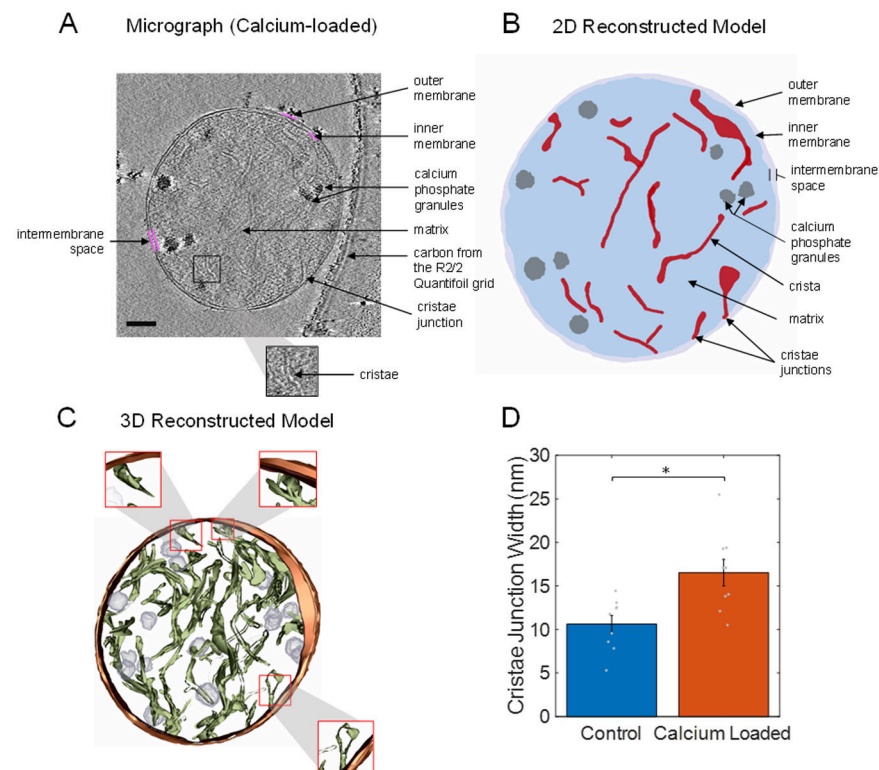 A
Micrograph (Calcium-loaded)
outer
membrane
inner
membrane
calcium
phosphate
granules
matrix
carbon from
the R2/2
Quantifoil grid
cristae
junction
intermembrane
space
cristae
B
2D Reconstructed Model
outer
membrane
inner
membrane
intermembrane
space
calcium
phosphate
granules
crista
matrix
cristae
junctions
C
3D Reconstructed Model
D
Cristae Junction Width (nm)
30
25
20
15
10
5
0
*
Control
Calcium Loaded